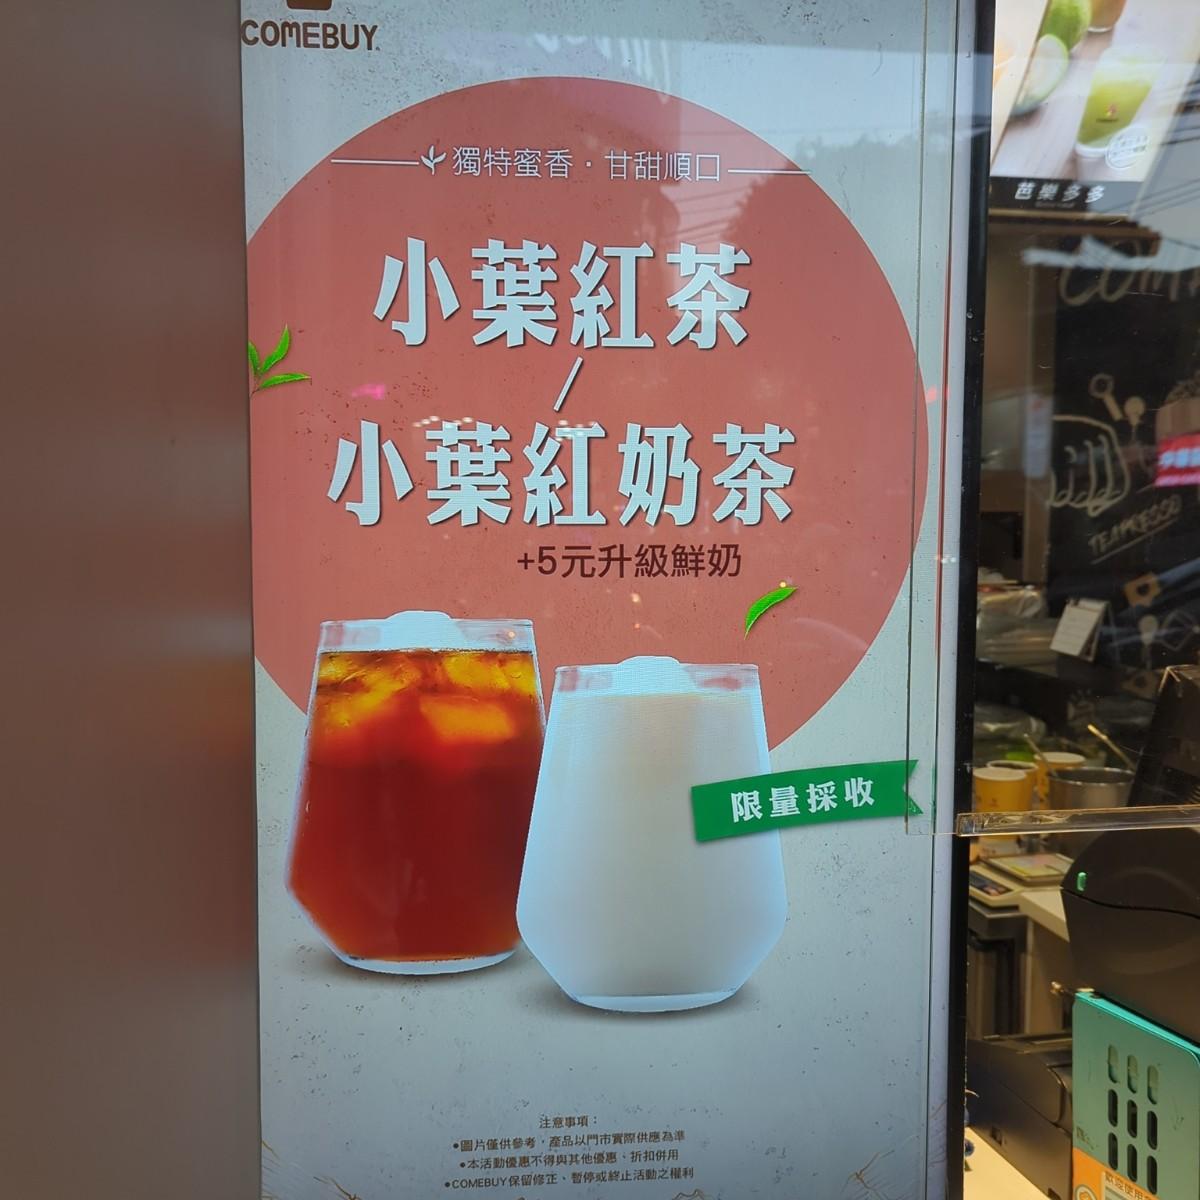 COMEBUY
獨特蜜香·甘甜順口
小葉紅茶
/
小葉紅奶茶
+5元升級鮮奶
限量採收
注意事項：
•圖片僅供參考，產品以門市實際供應為準
•本活動優惠不得與其他優惠、折扣併用
•COMEBUY保留修正、暫停或終止活動之權利
芭樂多多
TEAPRESSO